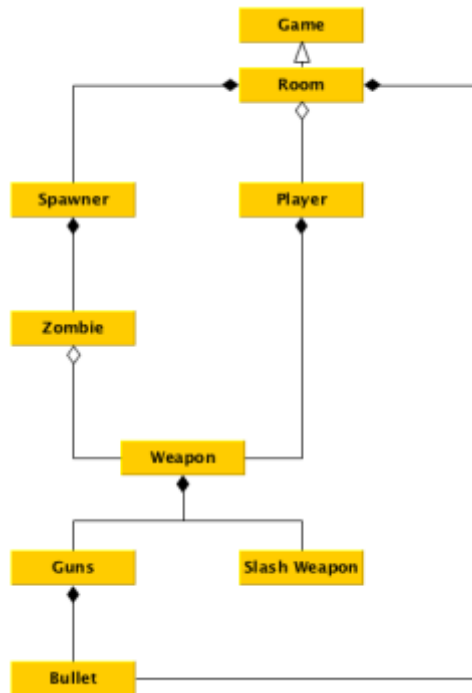 Game
Room
Spawner
Player
Zombie
Weapon
Guns
Slash Weapon
Bullet